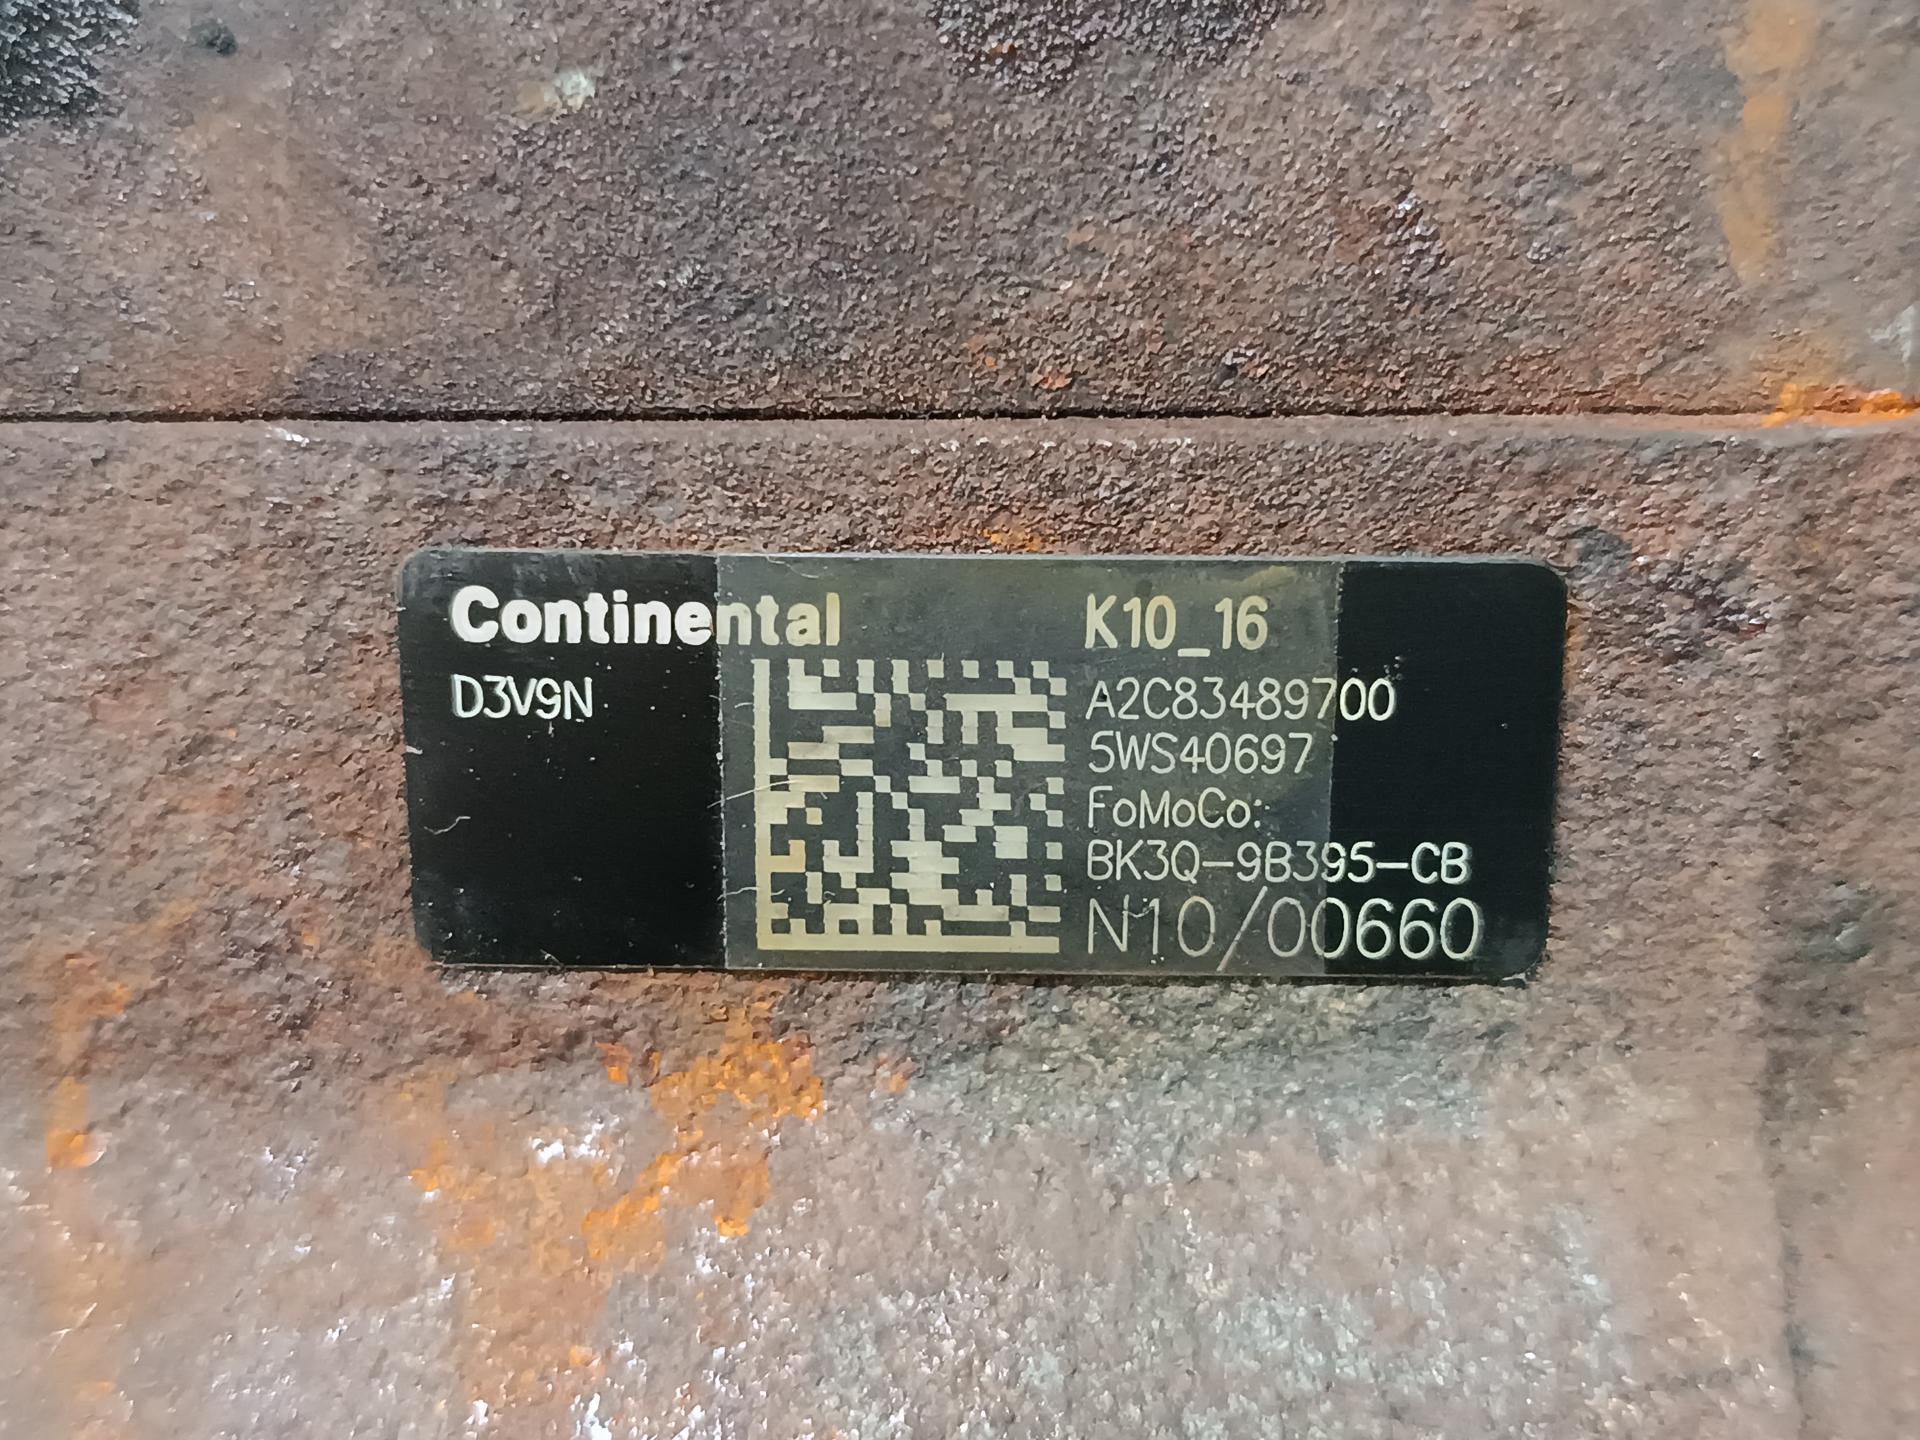 Continental K10_16
D3V9N A2C83489700
5WS40697
FoMoCo:
BK3Q-9B395-CB
N10/00660